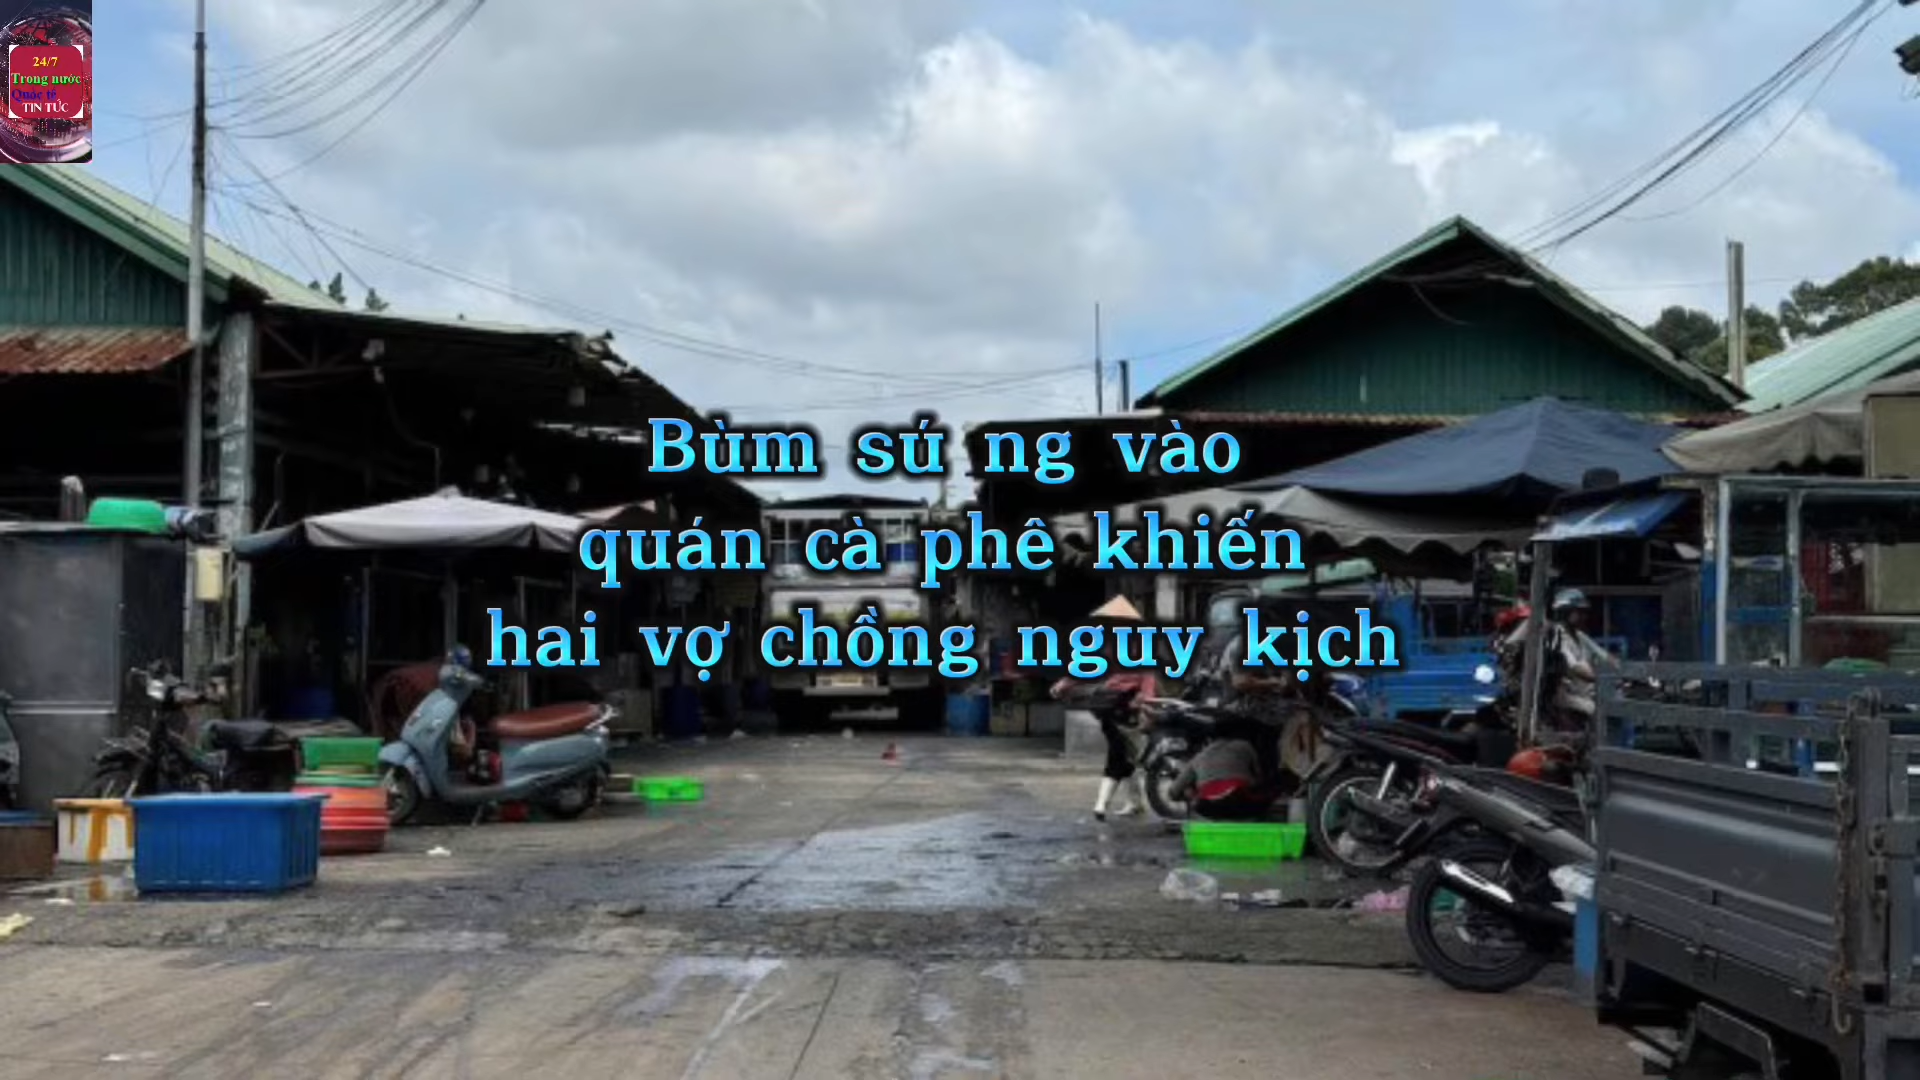 24/7
Trong nước
Quốc tế
TIN TỨC
Bùm sú ng vào
quán cà phê khiến
hai vợ chồng nguy kịch